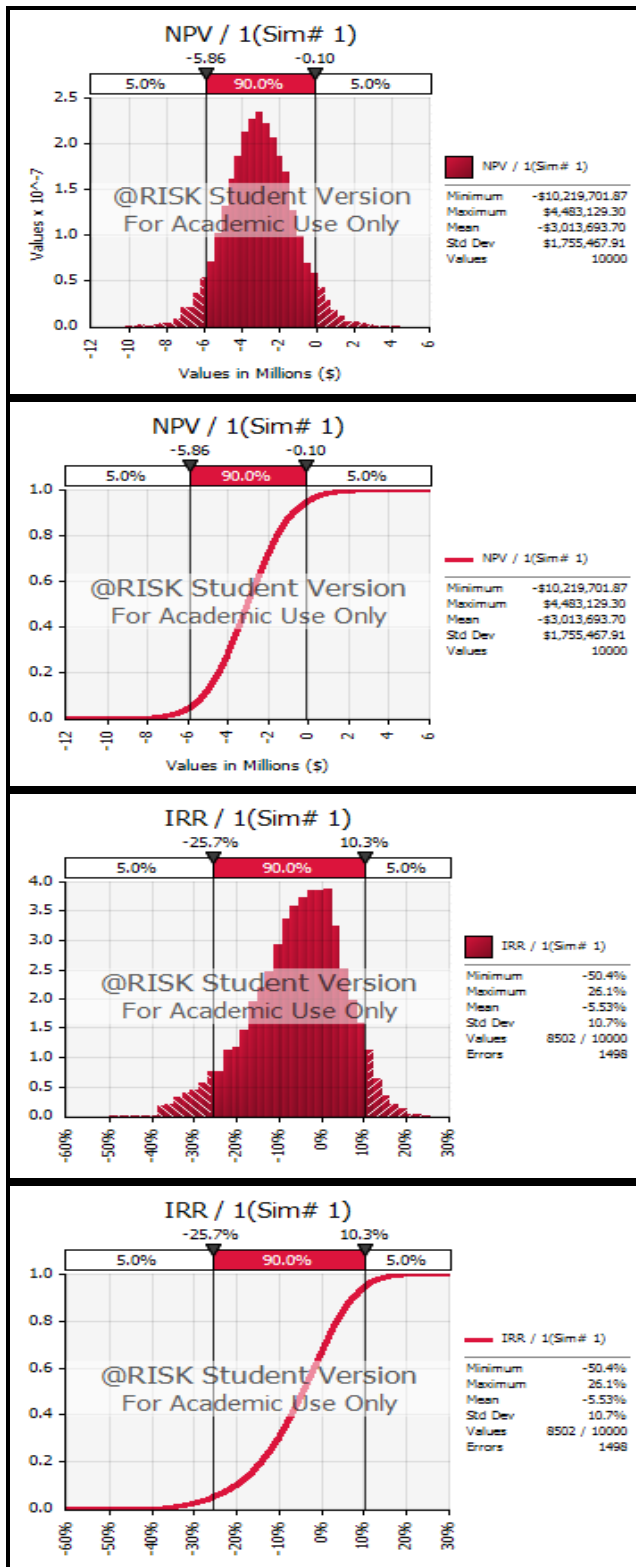 NPV / 1(Sim# 1)
-5.86 -0.10
5.0% 90.0% 5.0%
2.5
2.0
1.5
1.0
0.5
0.0
Values x 10^-7
@RISK Student Version
For Academic Use Only
-12 -10 -8 -6 -4 -2 0 2 4 6
Values in Millions ($)
NPV / 1(Sim# 1)
Minimum -$10,219,701.87
Maximum $4,483,129.30
Mean -$3,013,693.70
Std Dev $1,755,467.91
Values 10000
NPV / 1(Sim# 1)
-5.86 -0.10
5.0% 90.0% 5.0%
1.0
0.8
0.6
0.4
0.2
0.0
@RISK Student Version
For Academic Use Only
-12 -10 -8 -6 -4 -2 0 2 4 6
Values in Millions ($)
NPV / 1(Sim# 1)
Minimum -$10,219,701.87
Maximum $4,483,129.30
Mean -$3,013,693.70
Std Dev $1,755,467.91
Values 10000
IRR / 1(Sim# 1)
-25.7% 10.3%
5.0% 90.0% 5.0%
4.0
3.5
3.0
2.5
2.0
1.5
1.0
0.5
0.0
@RISK Student Version
For Academic Use Only
-60% -50% -40% -30% -20% -10% 0% 10% 20% 30%
IRR / 1(Sim# 1)
Minimum -50.4%
Maximum 26.1%
Mean -5.53%
Std Dev 10.7%
Values 8502 / 10000
Errors 1498
IRR / 1(Sim# 1)
-25.7% 10.3%
5.0% 90.0% 5.0%
1.0
0.8
0.6
0.4
0.2
0.0
@RISK Student Version
For Academic Use Only
-60% -50% -40% -30% -20% -10% 0% 10% 20% 30%
IRR / 1(Sim# 1)
Minimum -50.4%
Maximum 26.1%
Mean -5.53%
Std Dev 10.7%
Values 8502 / 10000
Errors 1498